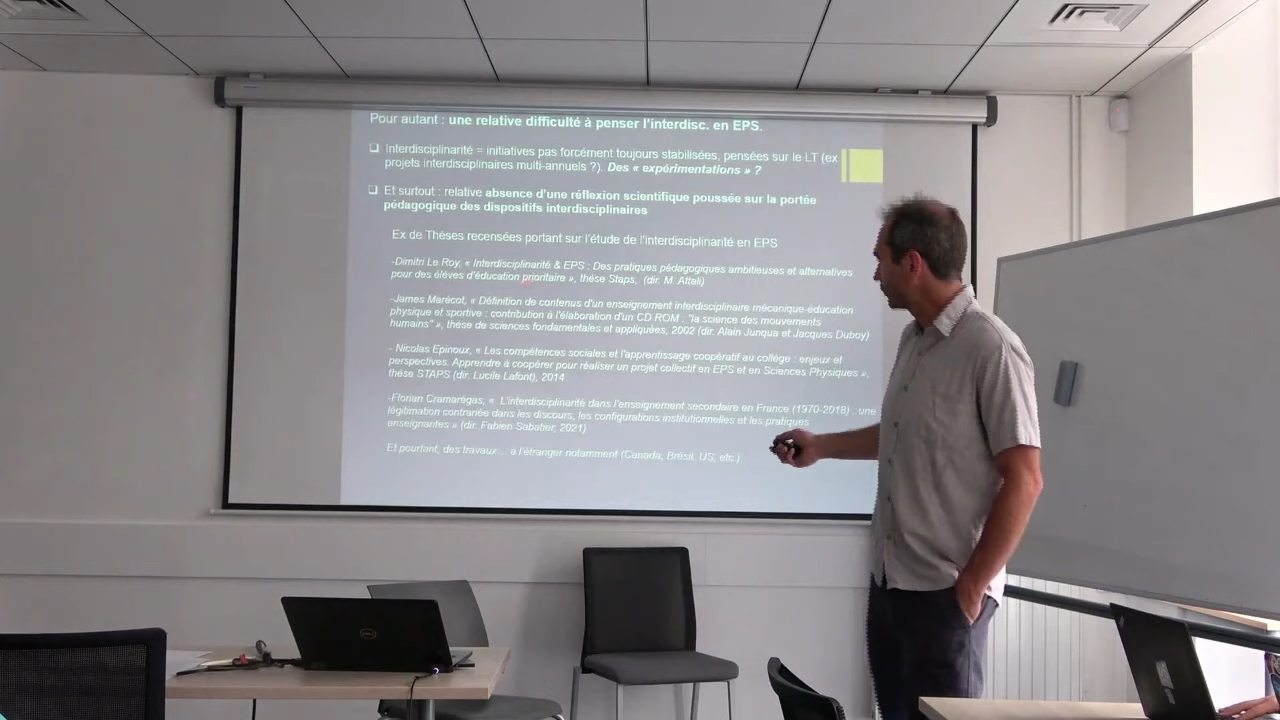 Pour autant : une relative difficulté à penser l'interdisc. en EPS.
❑ Interdisciplinarité = initiatives pas forcément toujours stabilisées, pensées sur le LT (ex
projets interdisciplinaires multi-annuels ?). Des « expérimentations » ?
❑ Et surtout : relative absence d'une réflexion scientifique poussée sur la portée
pédagogique des dispositifs interdisciplinaires
Ex de Thèses recensées portant sur l'étude de l'interdisciplinarité en EPS
-Dimitri Le Roy, « Interdisciplinarité & EPS : Des pratiques pédagogiques ambitieuses et alternatives
pour des élèves d'éducation prioritaire », thèse Staps, (dir. M. Attali)
-James Marécot, « Définition de contenus d'un enseignement interdisciplinaire mécanique-éducation
physique et sportive : contribution à l'élaboration d'un CD ROM : "la science des mouvements
humains" », thèse de sciences fondamentales et appliquées, 2002 (dir. Alain Junqua et Jacques Duboy)
- Nicolas Epinoux, « Les compétences sociales et l'apprentissage coopératif au collège : enjeux et
perspectives. Apprendre à coopérer pour réaliser un projet collectif en EPS et en Sciences Physiques »,
thèse STAPS (dir. Lucile Lafont), 2014
-Florian Cramarégas, « L'interdisciplinarité dans l'enseignement secondaire en France (1970-2018) : une
légitimation contrariée dans les discours, les configurations institutionnelles et les pratiques
enseignantes » (dir. Fabien Sabatier, 2021)
Et pourtant, des travaux… à l'étranger notamment (Canada, Brésil, US, etc.)
DELL